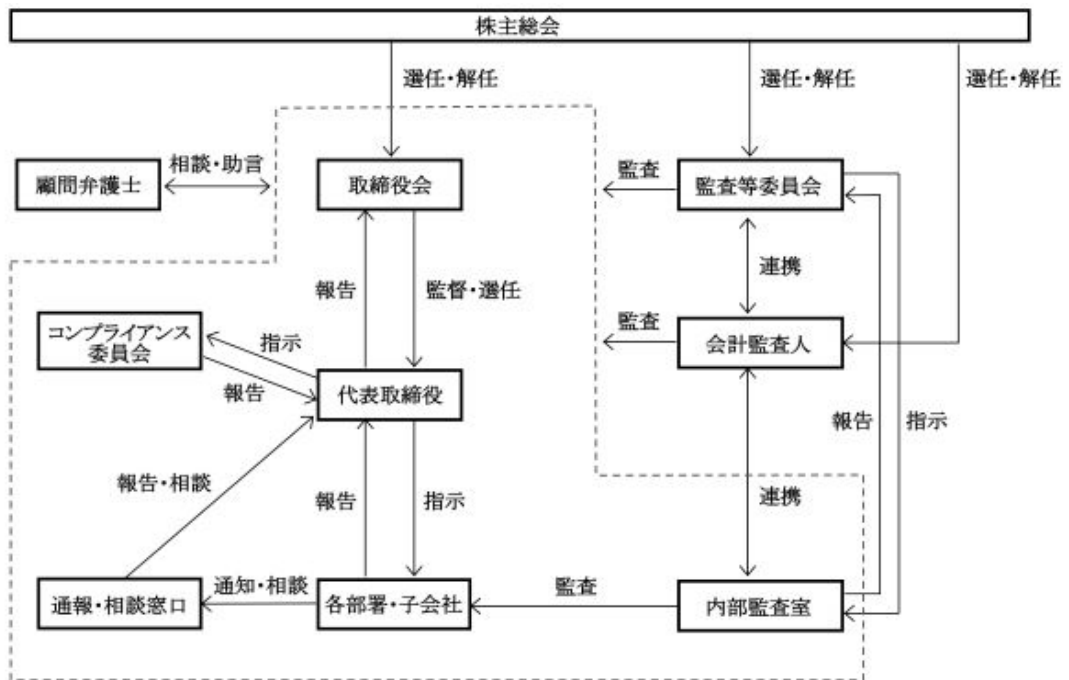 株主総会
選任・解任
選任・解任
選任・解任
顧問弁護士
相談・助言
取締役会
監査
監査等委員会
報告
監督・選任
連携
コンプライアンス
委員会
指示
報告
代表取締役
監査
会計監査人
報告
指示
報告・相談
報告
指示
連携
通報・相談窓口
通知・相談
各部署・子会社
監査
内部監査室